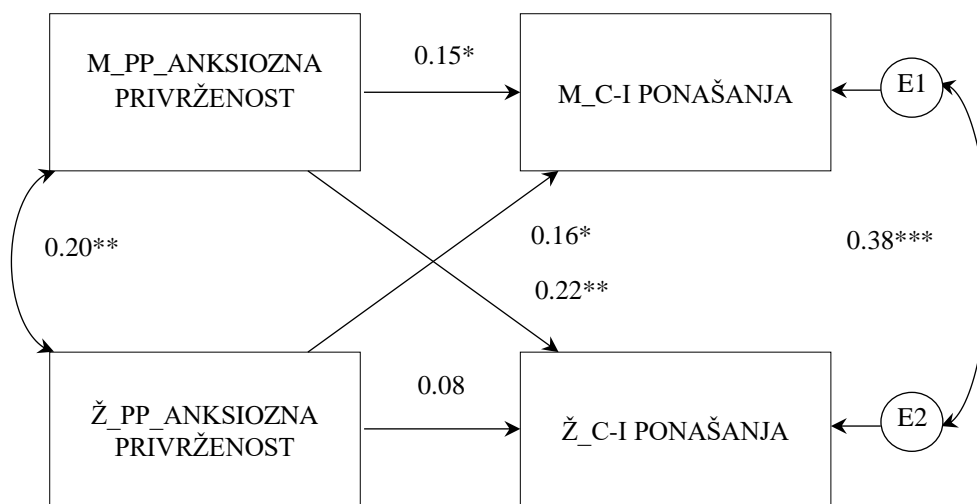 M_PP_ANKSIOZNA
PRIVRŽENOST
0.15*
M_C-I PONAŠANJA
E1
0.20**
0.16*
0.38***
0.22**
Ž_PP_ANKSIOZNA
PRIVRŽENOST
0.08
Ž_C-I PONAŠANJA
E2